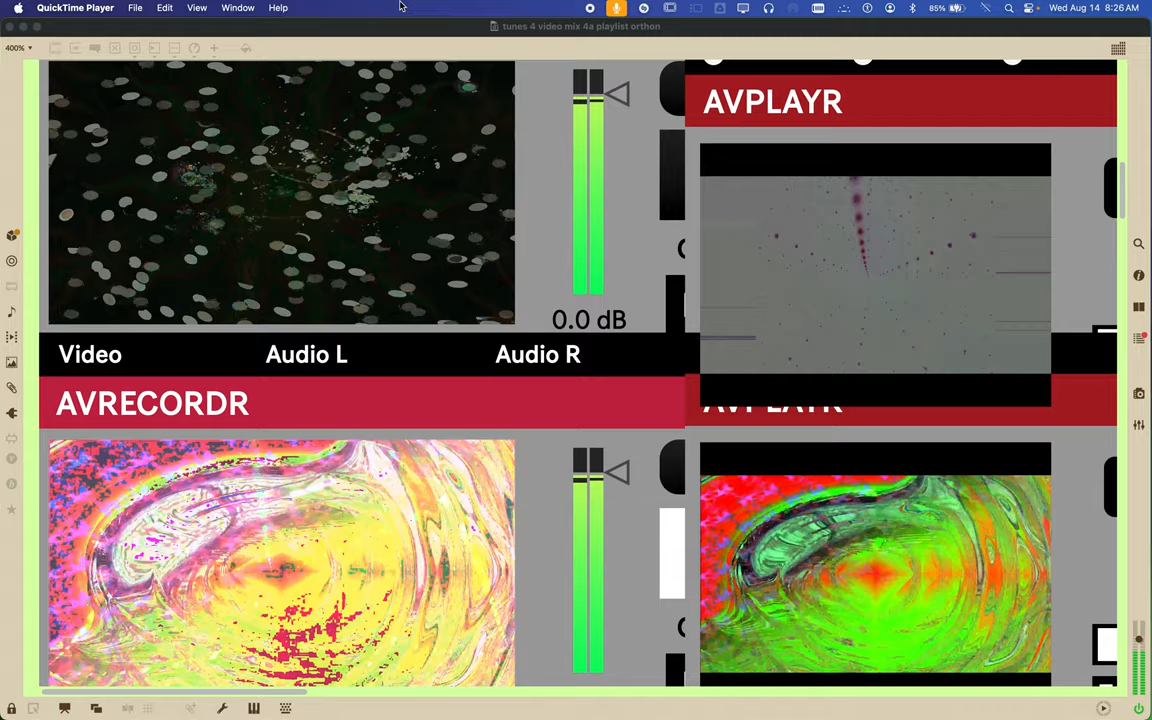 QuickTime Player File Edit View Window Help 85% Wed Aug 14 8:26 AM
tunes 4 video mix 4a playlist orthon
400%
AVPLAYR
0.0 dB
Video Audio L Audio R
AVRECORDR
AVPLAYR